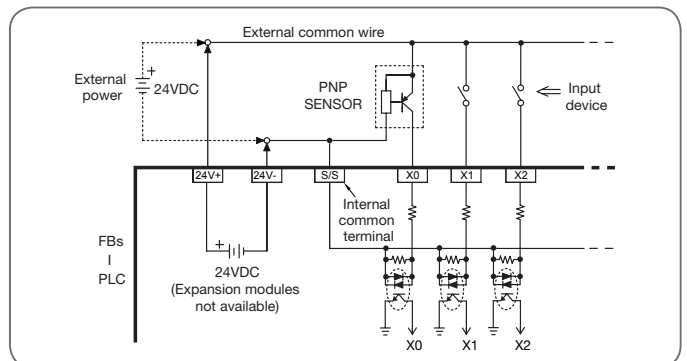 External common wire
External
power
+
24VDC
PNP
SENSOR
Input
device
24V+
24V-
S/S
X0
X1
X2
Internal
common
terminal
FBs
I
PLC
+
24VDC
(Expansion modules
not available)
X0
X1
X2